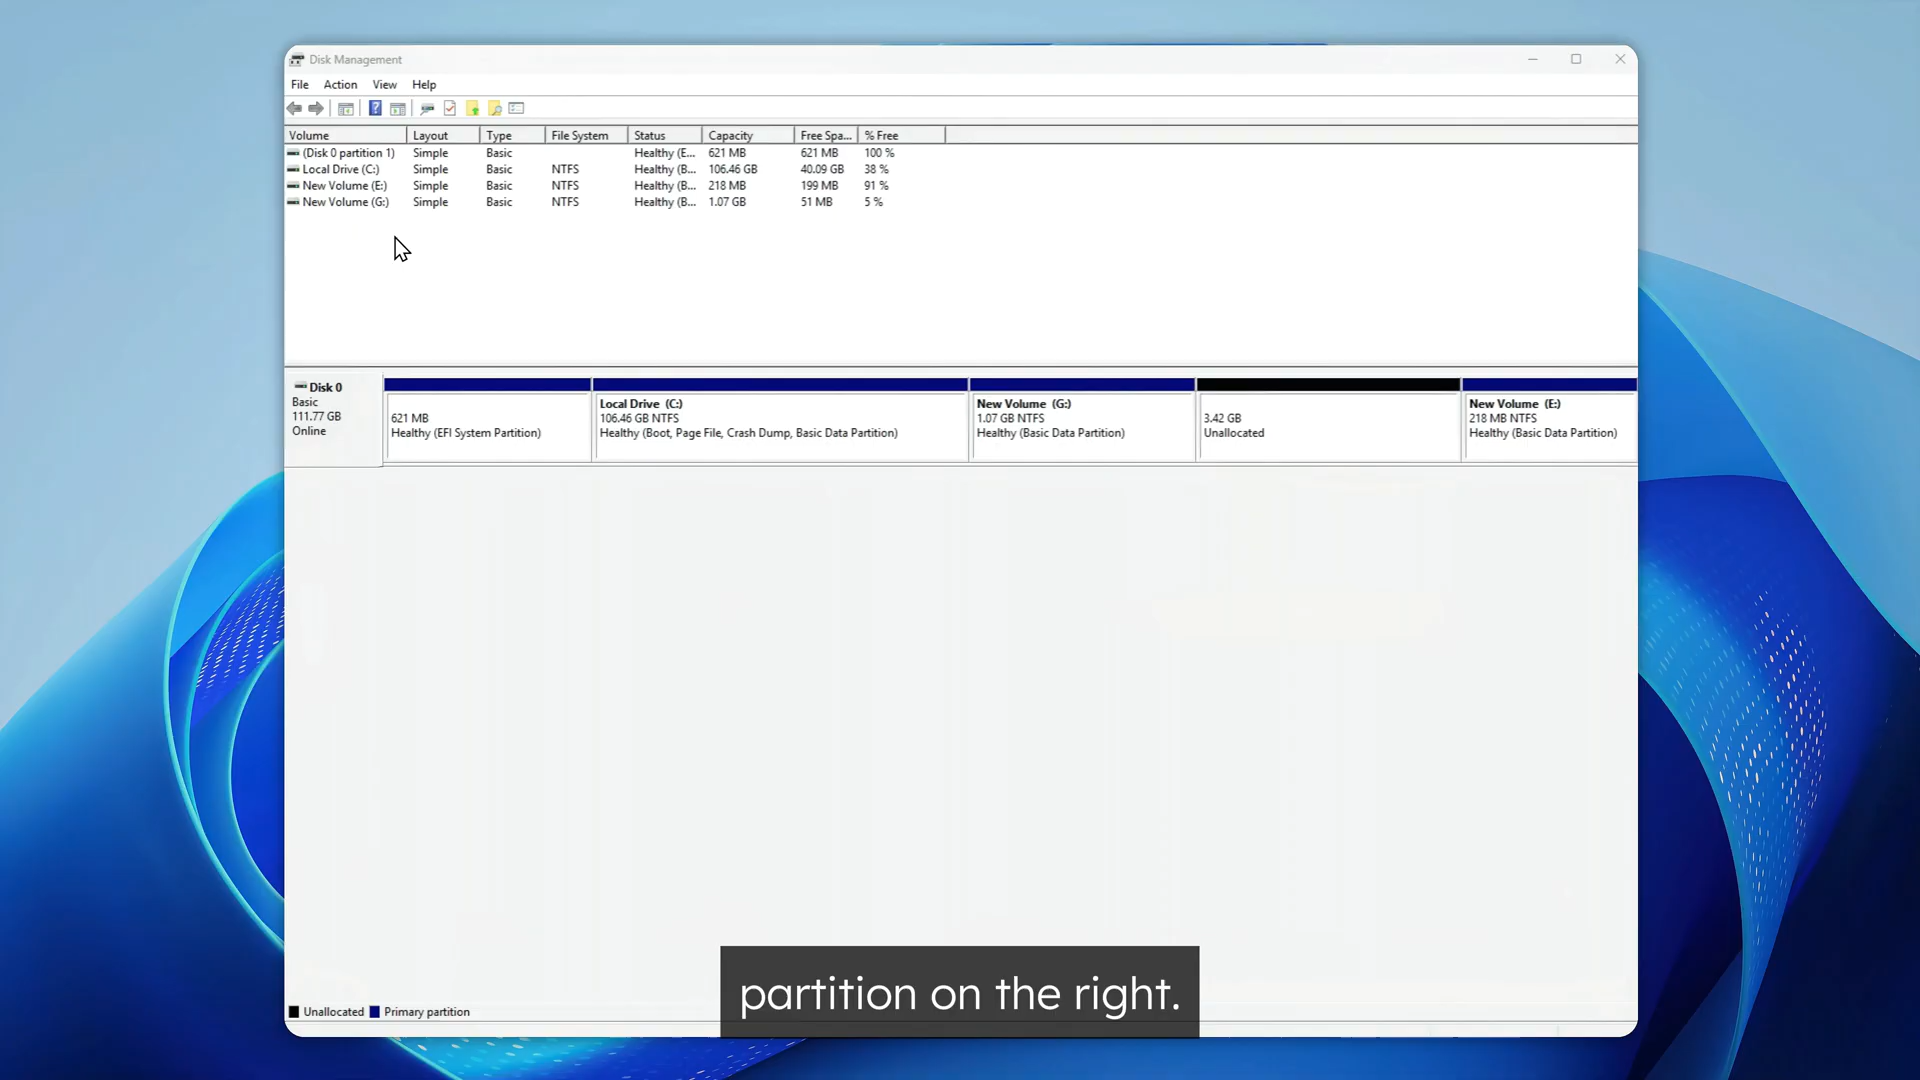 Disk Management
File Action View Help
Volume Layout Type File System Status Capacity Free Spa... % Free
(Disk 0 partition 1) Simple Basic Healthy (E... 621 MB 621 MB 100 %
Local Drive (C:) Simple Basic NTFS Healthy (B... 106.46 GB 40.09 GB 38 %
New Volume (E:) Simple Basic NTFS Healthy (B... 218 MB 199 MB 91 %
New Volume (G:) Simple Basic NTFS Healthy (B... 1.07 GB 51 MB 5 %
Disk 0
Basic
111.77 GB
Online
621 MB
Healthy (EFI System Partition)
Local Drive (C:)
106.46 GB NTFS
Healthy (Boot, Page File, Crash Dump, Basic Data Partition)
New Volume (G:)
1.07 GB NTFS
Healthy (Basic Data Partition)
3.42 GB
Unallocated
New Volume (E:)
218 MB NTFS
Healthy (Basic Data Partition)
partition on the right.
Unallocated Primary partition